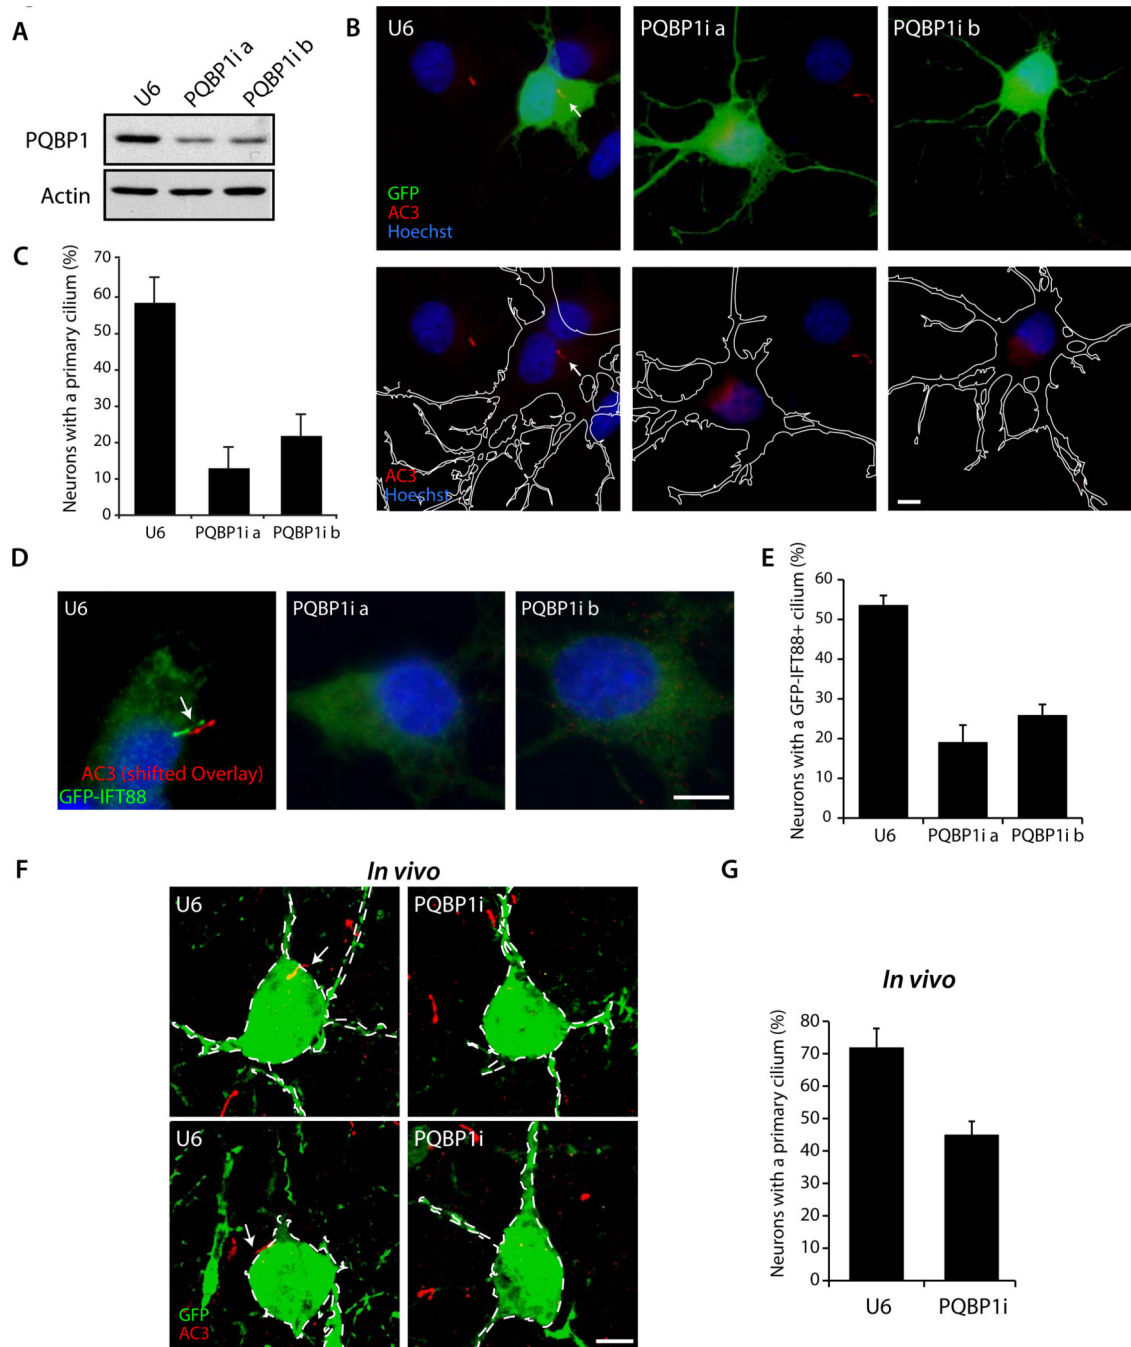 A
U6
PQBP1i a
PQBP1i b
PQBP1
Actin
B
U6
PQBP1i a
PQBP1i b
GFP
AC3
Hoechst
AC3
Hoechst
C
Neurons with a primary cilium (%)
70
60
50
40
30
20
10
0
U6
PQBP1i a
PQBP1i b
D
U6
PQBP1i a
PQBP1i b
AC3 (shifted Overlay)
GFP-IFT88
E
Neurons with a GFP-IFT88+ cilium (%)
60
50
40
30
20
10
0
U6
PQBP1i a
PQBP1i b
F
In vivo
U6
PQBP1i
U6
PQBP1i
GFP
AC3
G
In vivo
Neurons with a primary cilium (%)
80
70
60
50
40
30
20
10
0
U6
PQBP1i